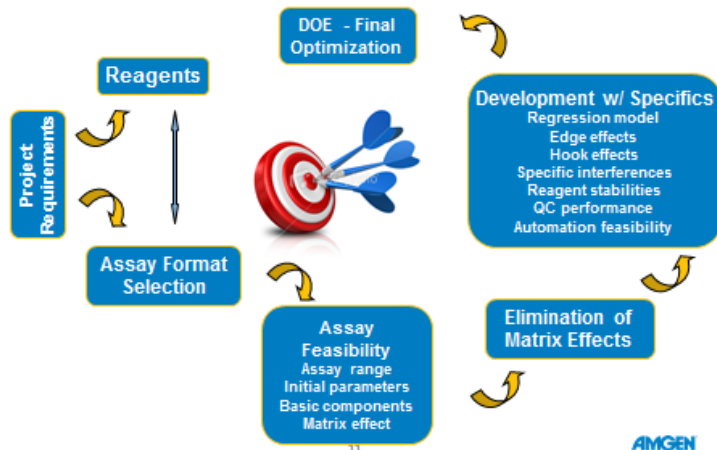 DOE - Final
Optimization
Reagents
Project
Requirements
Assay Format
Selection
Assay
Feasibility
Assay range
Initial parameters
Basic components
Matrix effect
Elimination of
Matrix Effects
Development w/ Specifics
Regression model
Edge effects
Hook effects
Specific interferences
Reagent stabilities
QC performance
Automation feasibility
AMGEN